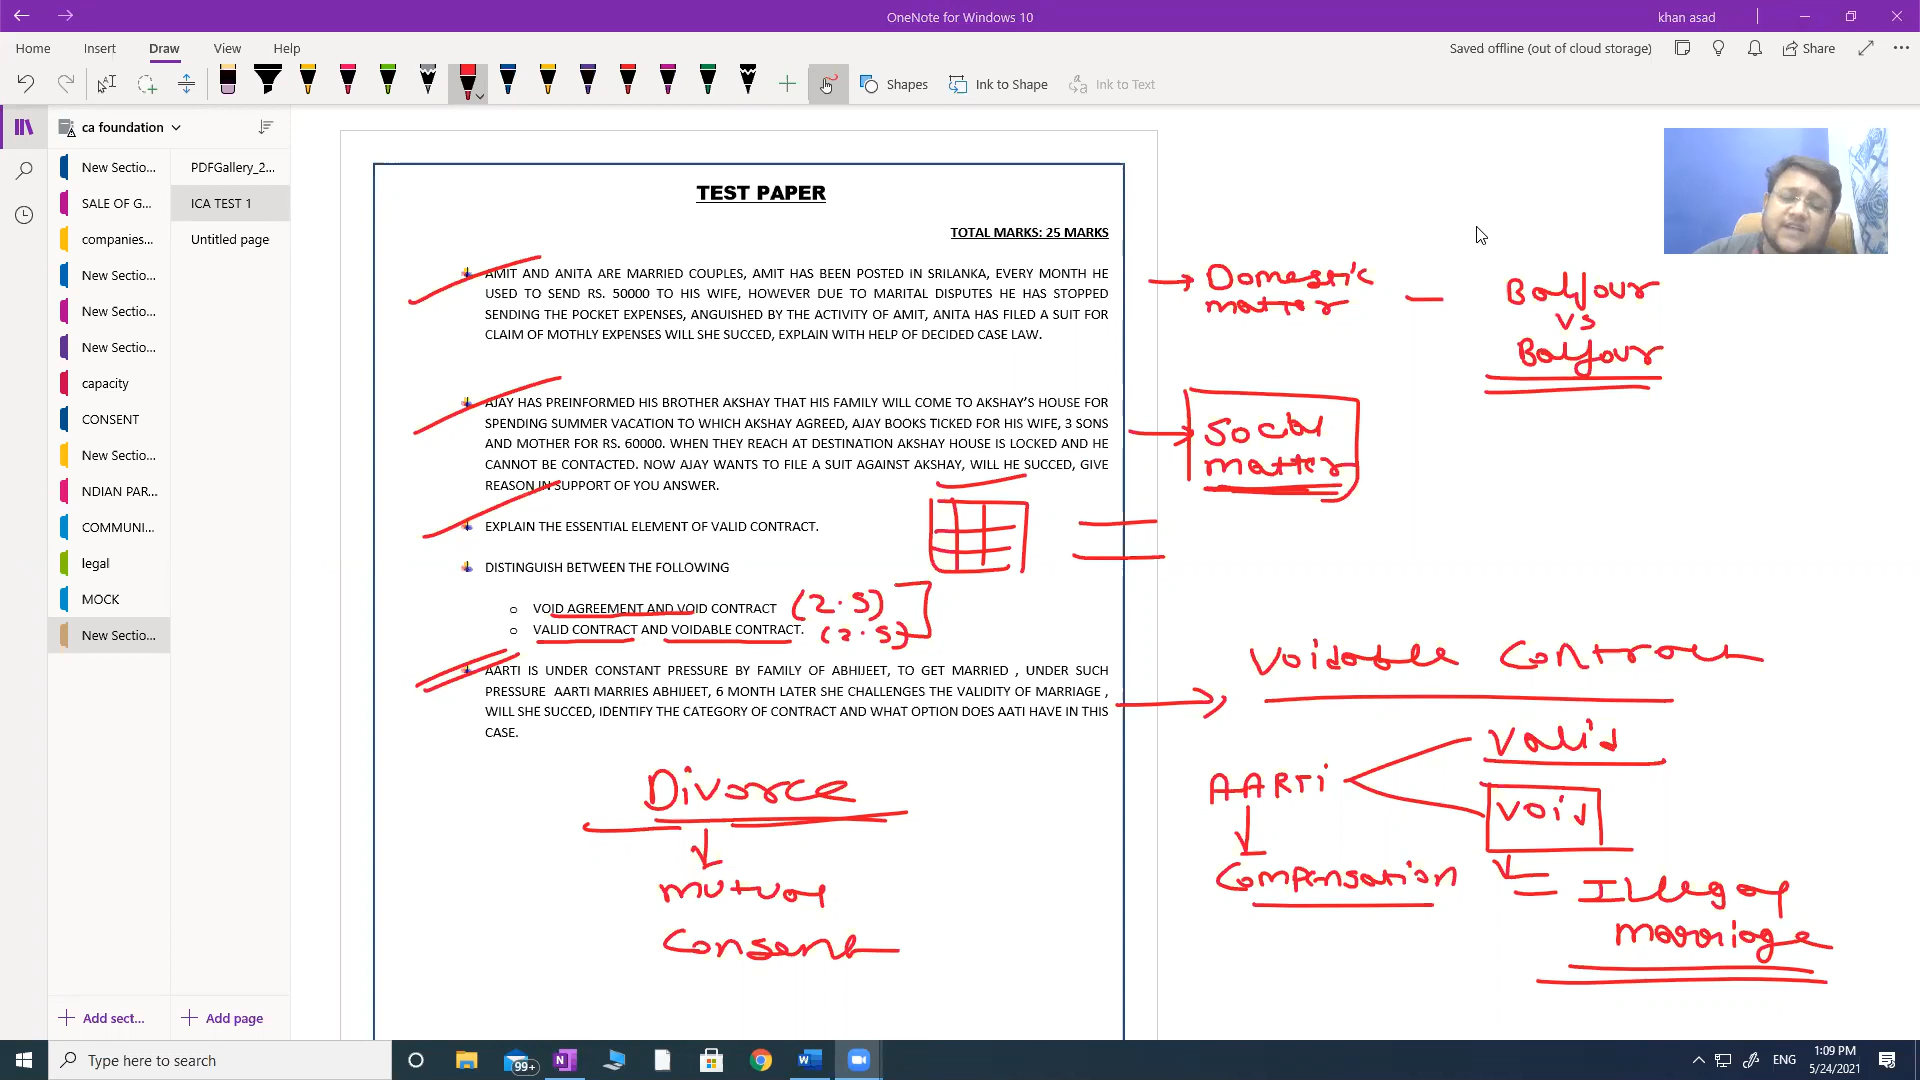 OneNote for Windows 10
khan asad
Home
Insert
Draw
View
Help
Saved offline (out of cloud storage)
Share
Shapes
Ink to Shape
Ink to Text
ca foundation
New Sectio...
SALE OF G...
companies...
New Sectio...
New Sectio...
New Sectio...
capacity
CONSENT
New Sectio...
NDIAN PAR...
COMMUNI...
legal
MOCK
New Sectio...
Add sect...
PDFGallery_2...
ICA TEST 1
Untitled page
Add page
TEST PAPER
TOTAL MARKS: 25 MARKS
AMIT AND ANITA ARE MARRIED COUPLES, AMIT HAS BEEN POSTED IN SRILANKA, EVERY MONTH HE
USED TO SEND RS. 50000 TO HIS WIFE, HOWEVER DUE TO MARITAL DISPUTES HE HAS STOPPED
SENDING THE POCKET EXPENSES, ANGUISHED BY THE ACTIVITY OF AMIT, ANITA HAS FILED A SUIT FOR
CLAIM OF MOTHLY EXPENSES WILL SHE SUCCED, EXPLAIN WITH HELP OF DECIDED CASE LAW.
AJAY HAS PREINFORMED HIS BROTHER AKSHAY THAT HIS FAMILY WILL COME TO AKSHAY'S HOUSE FOR
SPENDING SUMMER VACATION TO WHICH AKSHAY AGREED, AJAY BOOKS TICKED FOR HIS WIFE, 3 SONS
AND MOTHER FOR RS. 60000. WHEN THEY REACH AT DESTINATION AKSHAY HOUSE IS LOCKED AND HE
CANNOT BE CONTACTED. NOW AJAY WANTS TO FILE A SUIT AGAINST AKSHAY, WILL HE SUCCED, GIVE
REASON IN SUPPORT OF YOU ANSWER.
EXPLAIN THE ESSENTIAL ELEMENT OF VALID CONTRACT.
DISTINGUISH BETWEEN THE FOLLOWING
VOID AGREEMENT AND VOID CONTRACT (2.5)
VALID CONTRACT AND VOIDABLE CONTRACT. (2.5)
AARTI IS UNDER CONSTANT PRESSURE BY FAMILY OF ABHIJEET, TO GET MARRIED , UNDER SUCH
PRESSURE AARTI MARRIES ABHIJEET, 6 MONTH LATER SHE CHALLENGES THE VALIDITY OF MARRIAGE ,
WILL SHE SUCCED, IDENTIFY THE CATEGORY OF CONTRACT AND WHAT OPTION DOES AATI HAVE IN THIS
CASE.
Divorce
mutual
Consent
Domestic
matter
Balfour
vs
Balfour
Social
matter
Voidable Contract
AARTi
Valid
Void
Compensation
Illegal
marriage
Type here to search
99+
ENG
1:09 PM
5/24/2021